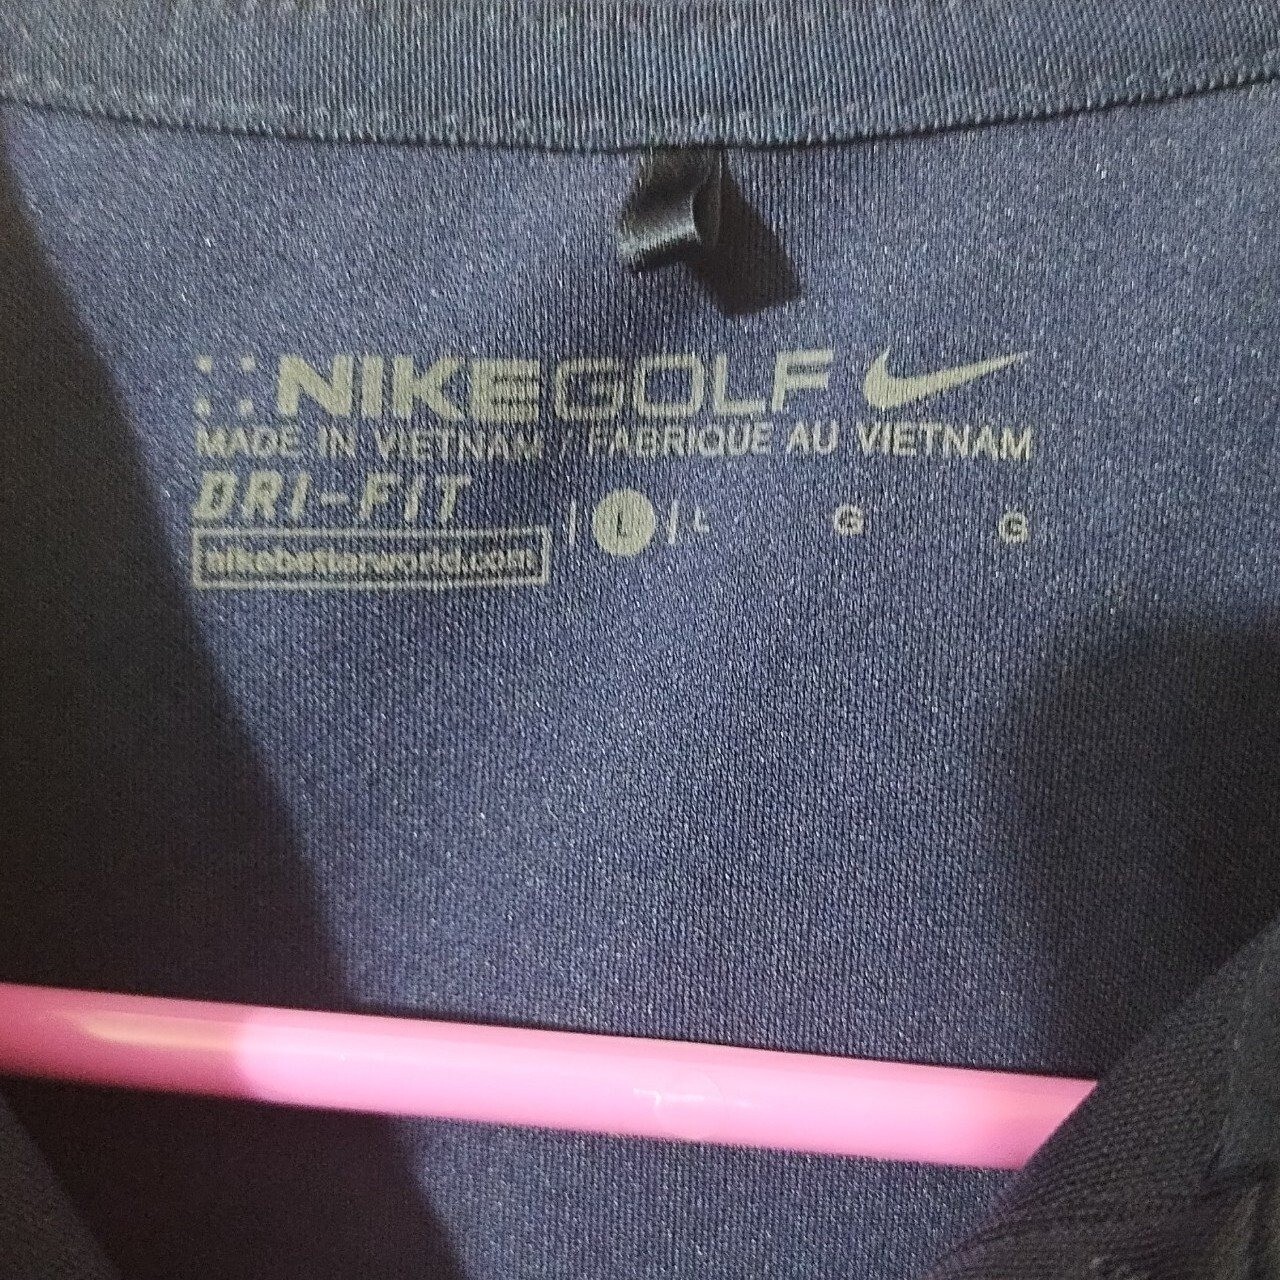 NIKEGOLF
MADE IN VIETNAM / FABRIQUE AU VIETNAM
DRI-FIT
L L G G
nikebetterworld.com